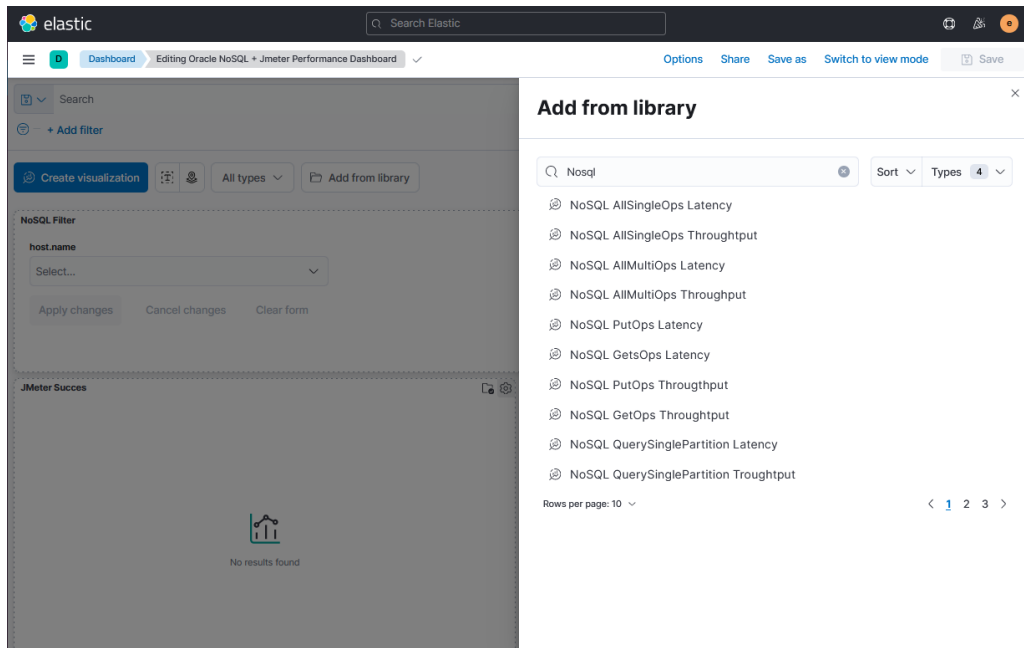 elastic
Search Elastic
e
D
Dashboard
Editing Oracle NoSQL + Jmeter Performance Dashboard
Options
Share
Save as
Switch to view mode
Save
Search
+ Add filter
Create visualization
All types
Add from library
NoSQL Filter
host.name
Select...
Apply changes
Cancel changes
Clear form
JMeter Succes
No results found
Add from library
Nosql
Sort
Types 4
NoSQL AllSingleOps Latency
NoSQL AllSingleOps Throughtput
NoSQL AllMultiOps Latency
NoSQL AllMultiOps Throughput
NoSQL PutOps Latency
NoSQL GetsOps Latency
NoSQL PutOps Througthput
NoSQL GetOps Throughtput
NoSQL QuerySinglePartition Latency
NoSQL QuerySinglePartition Troughtput
Rows per page: 10
1 2 3